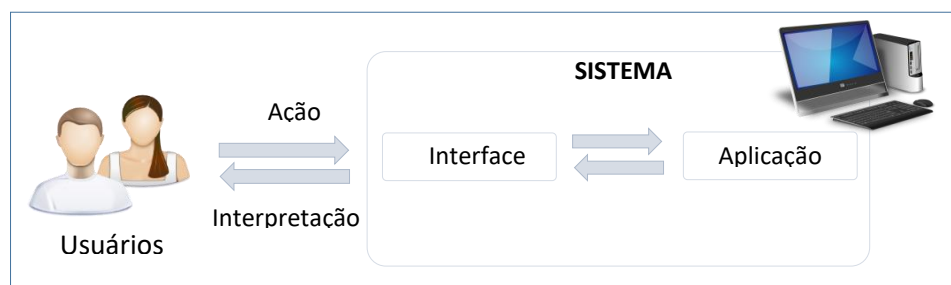 SISTEMA
Ação
Interface
Aplicação
Interpretação
Usuários